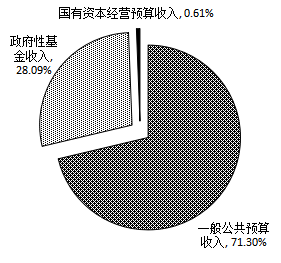 国有资本经营预算收入, 0.61%
政府性基
金收入,
28.09%
一般公共预算
收入, 71.30%